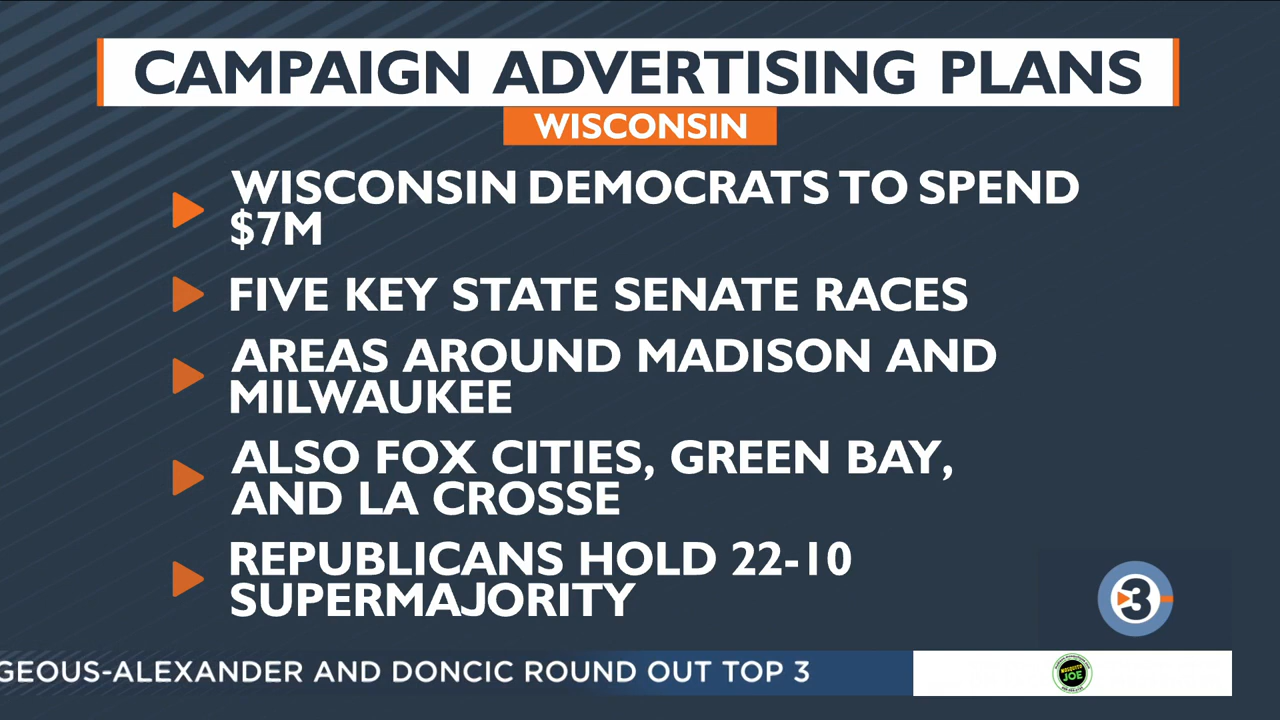 CAMPAIGN ADVERTISING PLANS
WISCONSIN
WISCONSIN DEMOCRATS TO SPEND
$7M
FIVE KEY STATE SENATE RACES
AREAS AROUND MADISON AND
MILWAUKEE
ALSO FOX CITIES, GREEN BAY,
AND LA CROSSE
REPUBLICANS HOLD 22-10
SUPERMAJORITY
3
GEOUS-ALEXANDER AND DONCIC ROUND OUT TOP 3
MOSQUITO
JOE